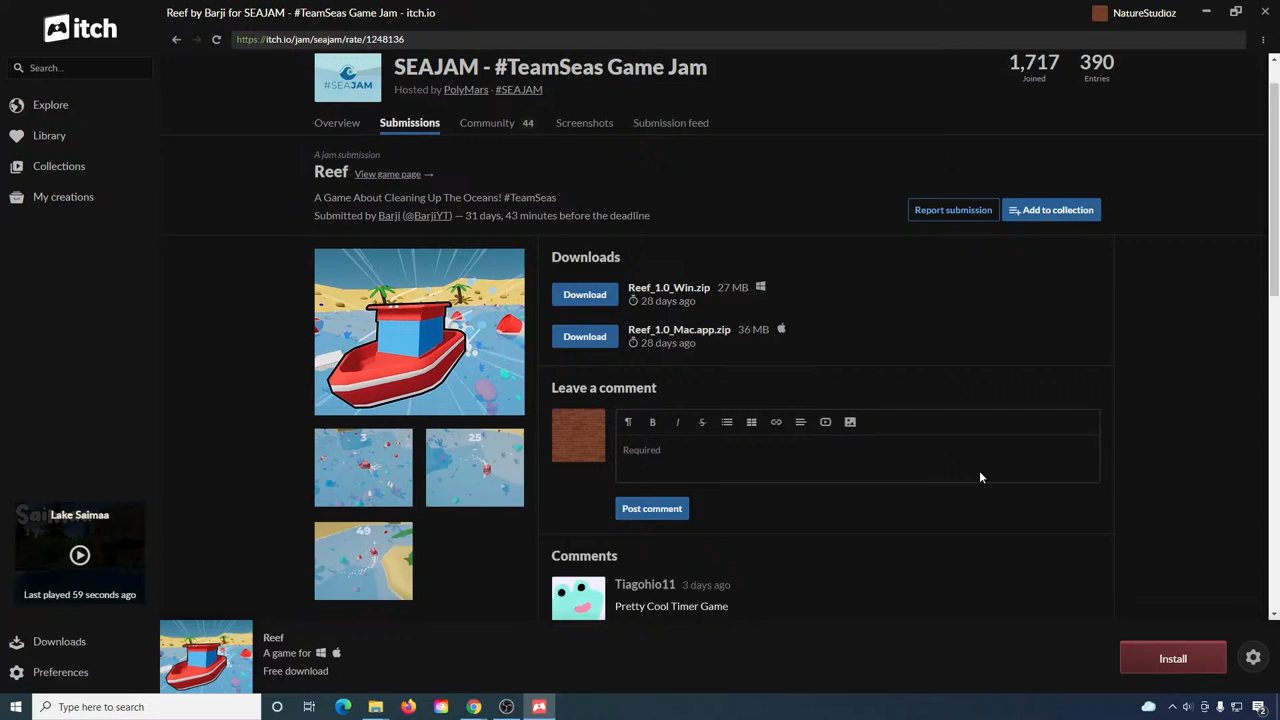 Reef by Barji for SEAJAM - #TeamSeas Game Jam - itch.io
NatureStudioz
itch
https://itch.io/jam/seajam/rate/1248136
Search...
Explore
Library
Collections
My creations
#SEAJAM
SEAJAM - #TeamSeas Game Jam
Hosted by PolyMars · #SEAJAM
1,717
Joined
390
Entries
Overview
Submissions
Community 44
Screenshots
Submission feed
A jam submission
Reef View game page →
A Game About Cleaning Up The Oceans! #TeamSeas
Submitted by Barji (@BarjiYT) — 31 days, 43 minutes before the deadline
Report submission
Add to collection
Downloads
Download
Reef_1.0_Win.zip 27 MB
28 days ago
Download
Reef_1.0_Mac.app.zip 36 MB
28 days ago
Leave a comment
Required
Post comment
3
25
49
Comments
Tiagohio11 3 days ago
Pretty Cool Timer Game
Lake Saimaa
Last played 59 seconds ago
Downloads
Preferences
Reef
A game for
Free download
Install
Type here to search
2